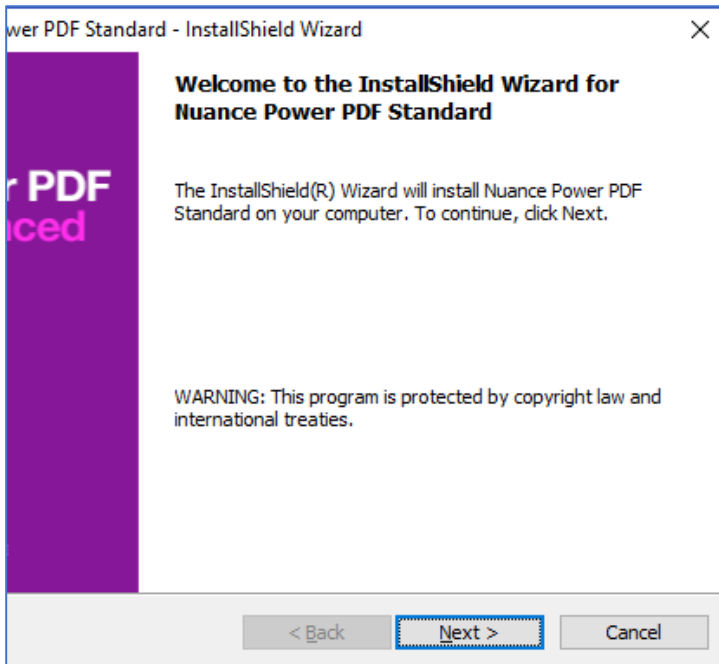 wer PDF Standard - InstallShield Wizard
Welcome to the InstallShield Wizard for
Nuance Power PDF Standard
r PDF
nced
The InstallShield(R) Wizard will install Nuance Power PDF
Standard on your computer. To continue, click Next.
WARNING: This program is protected by copyright law and
international treaties.
< Back
Next >
Cancel